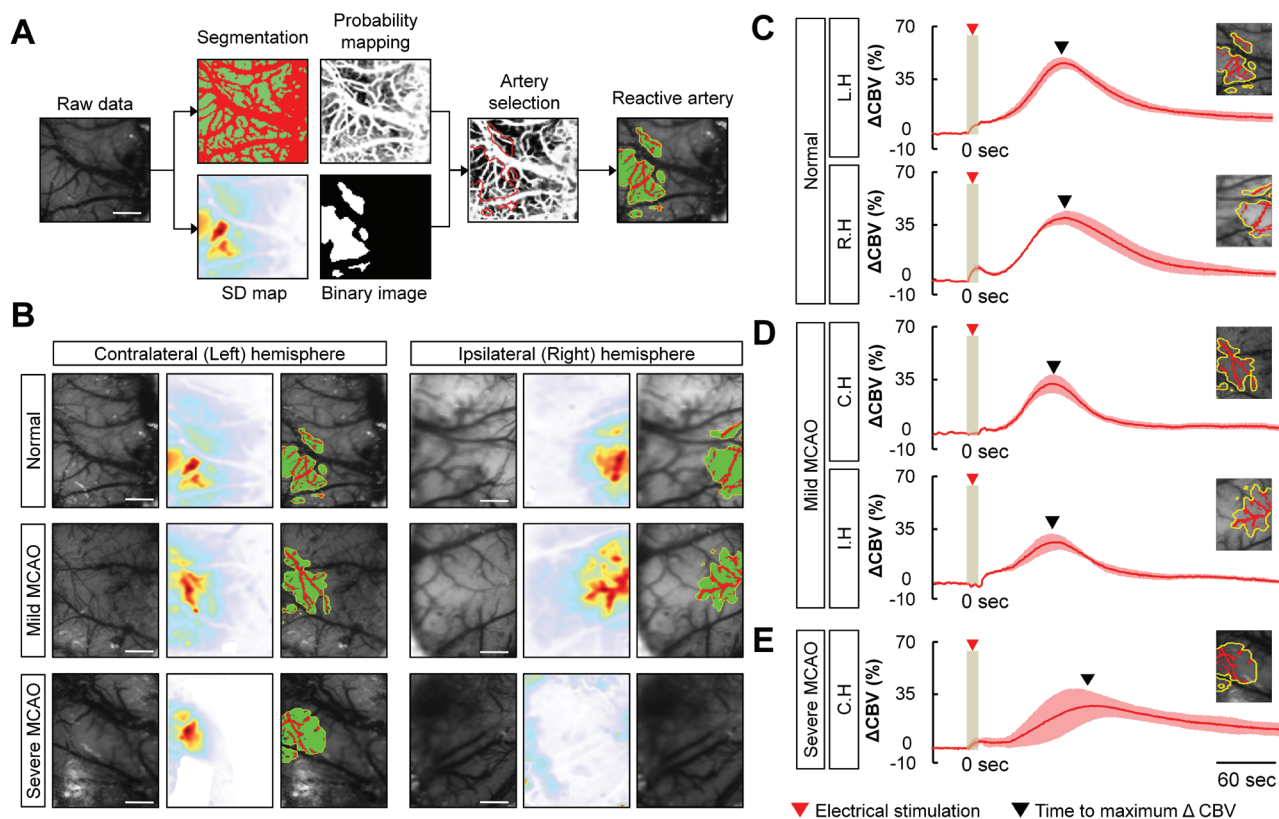 A
Raw data
Segmentation
Probability
mapping
SD map
Binary image
Artery
selection
Reactive artery
B
Contralateral (Left) hemisphere
Ipsilateral (Right) hemisphere
Normal
Mild MCAO
Severe MCAO
C
Normal
L.H
ΔCBV (%)
70
35
0
-10
0 sec
R.H
ΔCBV (%)
70
35
0
-10
0 sec
D
Mild MCAO
C.H
ΔCBV (%)
70
35
0
-10
0 sec
I.H
ΔCBV (%)
70
35
0
-10
0 sec
E
Severe MCAO
C.H
ΔCBV (%)
70
35
0
-10
0 sec
60 sec
Electrical stimulation
Time to maximum Δ CBV